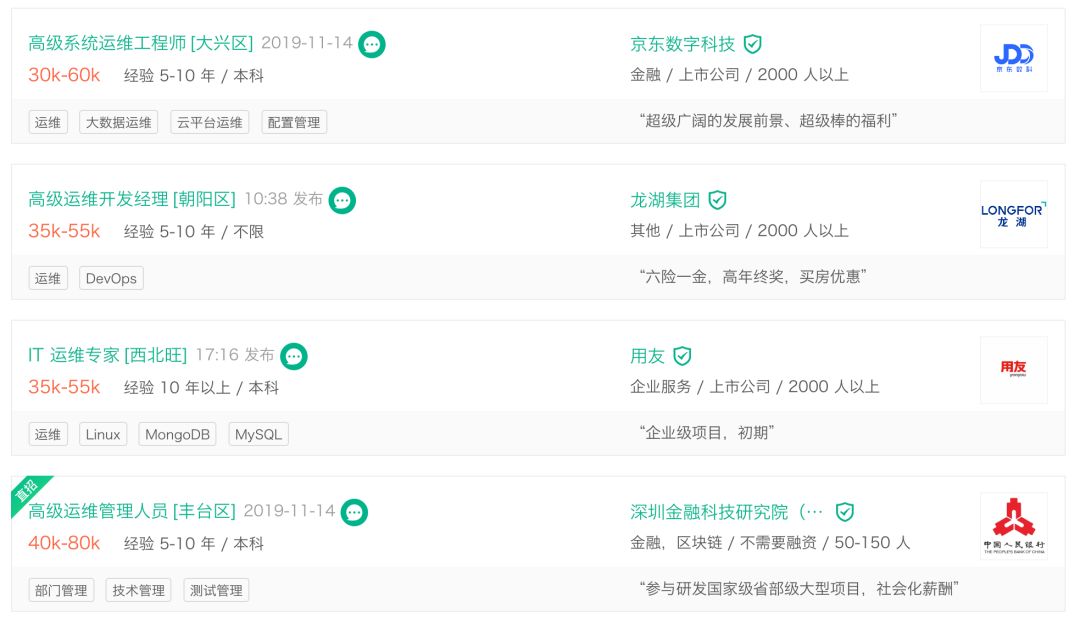 高级系统运维工程师 [大兴区] 2019-11-14
30k-60k 经验 5-10 年 / 本科
京东数字科技
金融 / 上市公司 / 2000 人以上
JDD
京东数科
运维 大数据运维 云平台运维 配置管理
“超级广阔的发展前景、超级棒的福利”
高级运维开发经理 [朝阳区] 10:38 发布
35k-55k 经验 5-10 年 / 不限
龙湖集团
其他 / 上市公司 / 2000 人以上
LONGFOR
龙湖
运维 DevOps
“六险一金，高年终奖，买房优惠”
IT 运维专家 [西北旺] 17:16 发布
35k-55k 经验 10 年以上 / 本科
用友
企业服务 / 上市公司 / 2000 人以上
用友
yonyou
运维 Linux MongoDB MySQL
“企业级项目，初期”
直招
高级运维管理人员 [丰台区] 2019-11-14
40k-80k 经验 5-10 年 / 本科
深圳金融科技研究院（…
金融，区块链 / 不需要融资 / 50-150 人
中国人民银行
THE PEOPLE'S BANK OF CHINA
部门管理 技术管理 测试管理
“参与研发国家级省部级大型项目，社会化薪酬”